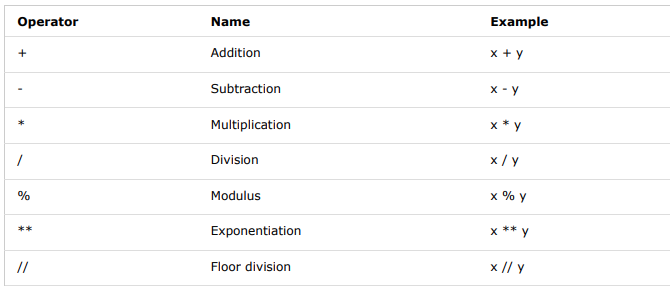 Operator Name Example
+ Addition x + y
- Subtraction x - y
* Multiplication x * y
/ Division x / y
% Modulus x % y
** Exponentiation x ** y
// Floor division x // y